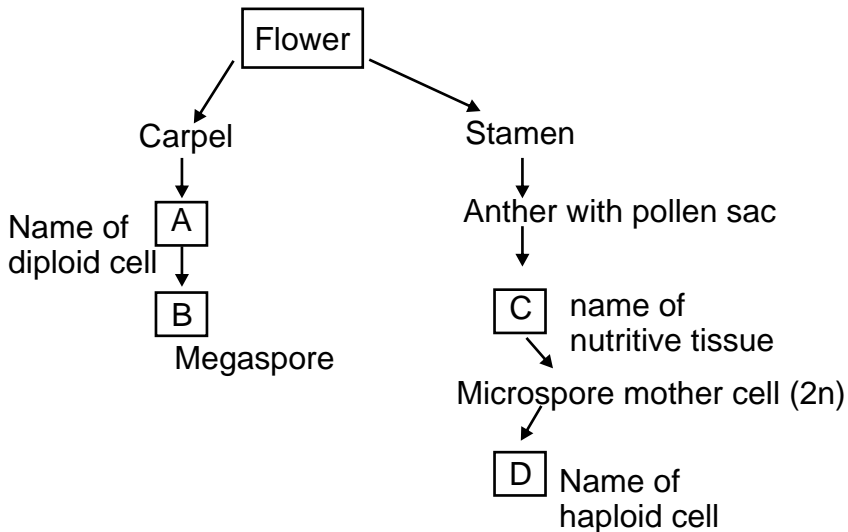 Flower
Carpel
Stamen
A
Name of
diploid cell
Anther with pollen sac
B
Megaspore
C
name of
nutritive tissue
Microspore mother cell (2n)
D
Name of
haploid cell